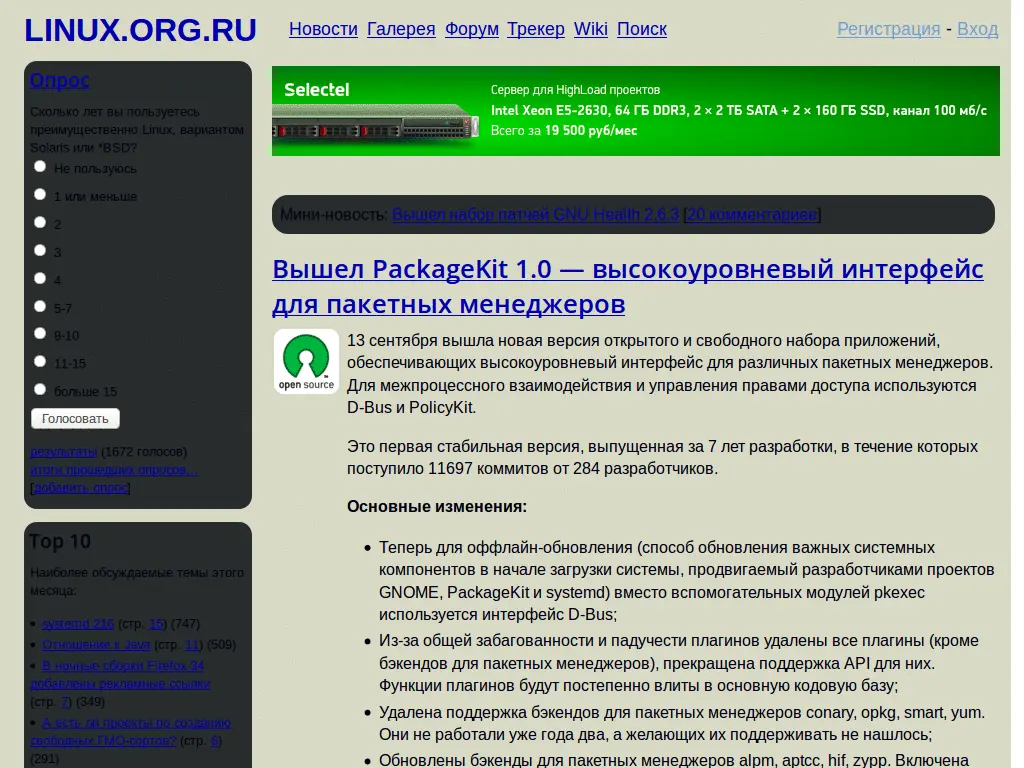 LINUX.ORG.RU
Новости Галерея Форум Трекер Wiki Поиск
Регистрация - Вход
Опрос
Сколько лет вы пользуетесь
преимущественно Linux, вариантом
Solaris или *BSD?
Не пользуюсь
1 или меньше
2
3
4
5-7
8-10
11-15
больше 15
Голосовать
результаты (1672 голосов)
итоги прошедших опросов...
[добавить опрос]
Top 10
Наиболее обсуждаемые темы этого
месяца:
systemd 216 (стр. 15) (747)
Отношение к Java (стр. 11) (509)
В ночные сборки Firefox 34
добавлены рекламные ссылки
(стр. 7) (349)
А есть ли проекты по созданию
свободных ГМО-сортов? (стр. 6)
(291)
Selectel
Сервер для HighLoad проектов
Intel Xeon E5-2630, 64 ГБ DDR3, 2 × 2 ТБ SATA + 2 × 160 ГБ SSD, канал 100 мб/с
Всего за 19 500 руб/мес
Мини-новость: Вышел набор патчей GNU Health 2.6.3 [20 комментариев]
Вышел PackageKit 1.0 — высокоуровневый интерфейс
для пакетных менеджеров
open source
13 сентября вышла новая версия открытого и свободного набора приложений,
обеспечивающих высокоуровневый интерфейс для различных пакетных менеджеров.
Для межпроцессного взаимодействия и управления правами доступа используются
D-Bus и PolicyKit.
Это первая стабильная версия, выпущенная за 7 лет разработки, в течение которых
поступило 11697 коммитов от 284 разработчиков.
Основные изменения:
Теперь для оффлайн-обновления (способ обновления важных системных
компонентов в начале загрузки системы, продвигаемый разработчиками проектов
GNOME, PackageKit и systemd) вместо вспомогательных модулей pkexec
используется интерфейс D-Bus;
Из-за общей забагованности и падучести плагинов удалены все плагины (кроме
бэкендов для пакетных менеджеров), прекращена поддержка API для них.
Функции плагинов будут постепенно влиты в основную кодовую базу;
Удалена поддержка бэкендов для пакетных менеджеров conary, opkg, smart, yum.
Они не работали уже года два, а желающих их поддерживать не нашлось;
Обновлены бэкенды для пакетных менеджеров alpm, aptcc, hif, zypp. Включена